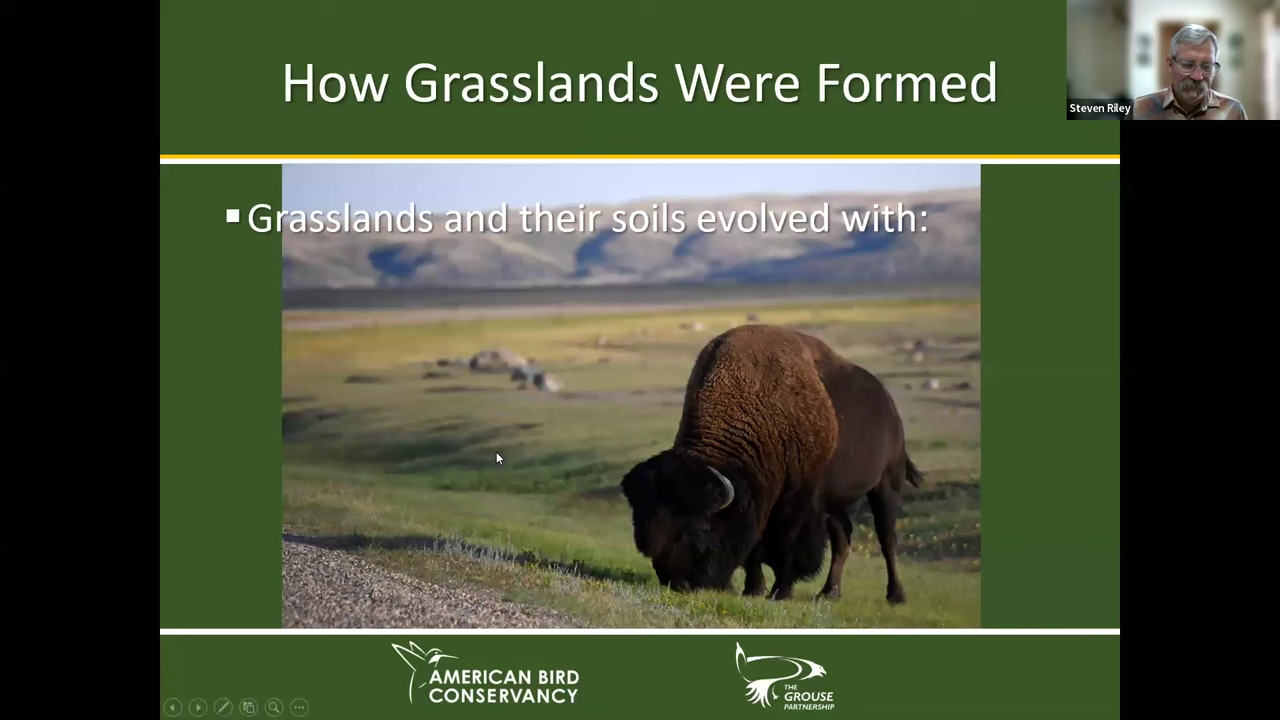 How Grasslands Were Formed
Steven Riley
Grasslands and their soils evolved with:
AMERICAN BIRD
CONSERVANCY
THE
GROUSE
PARTNERSHIP